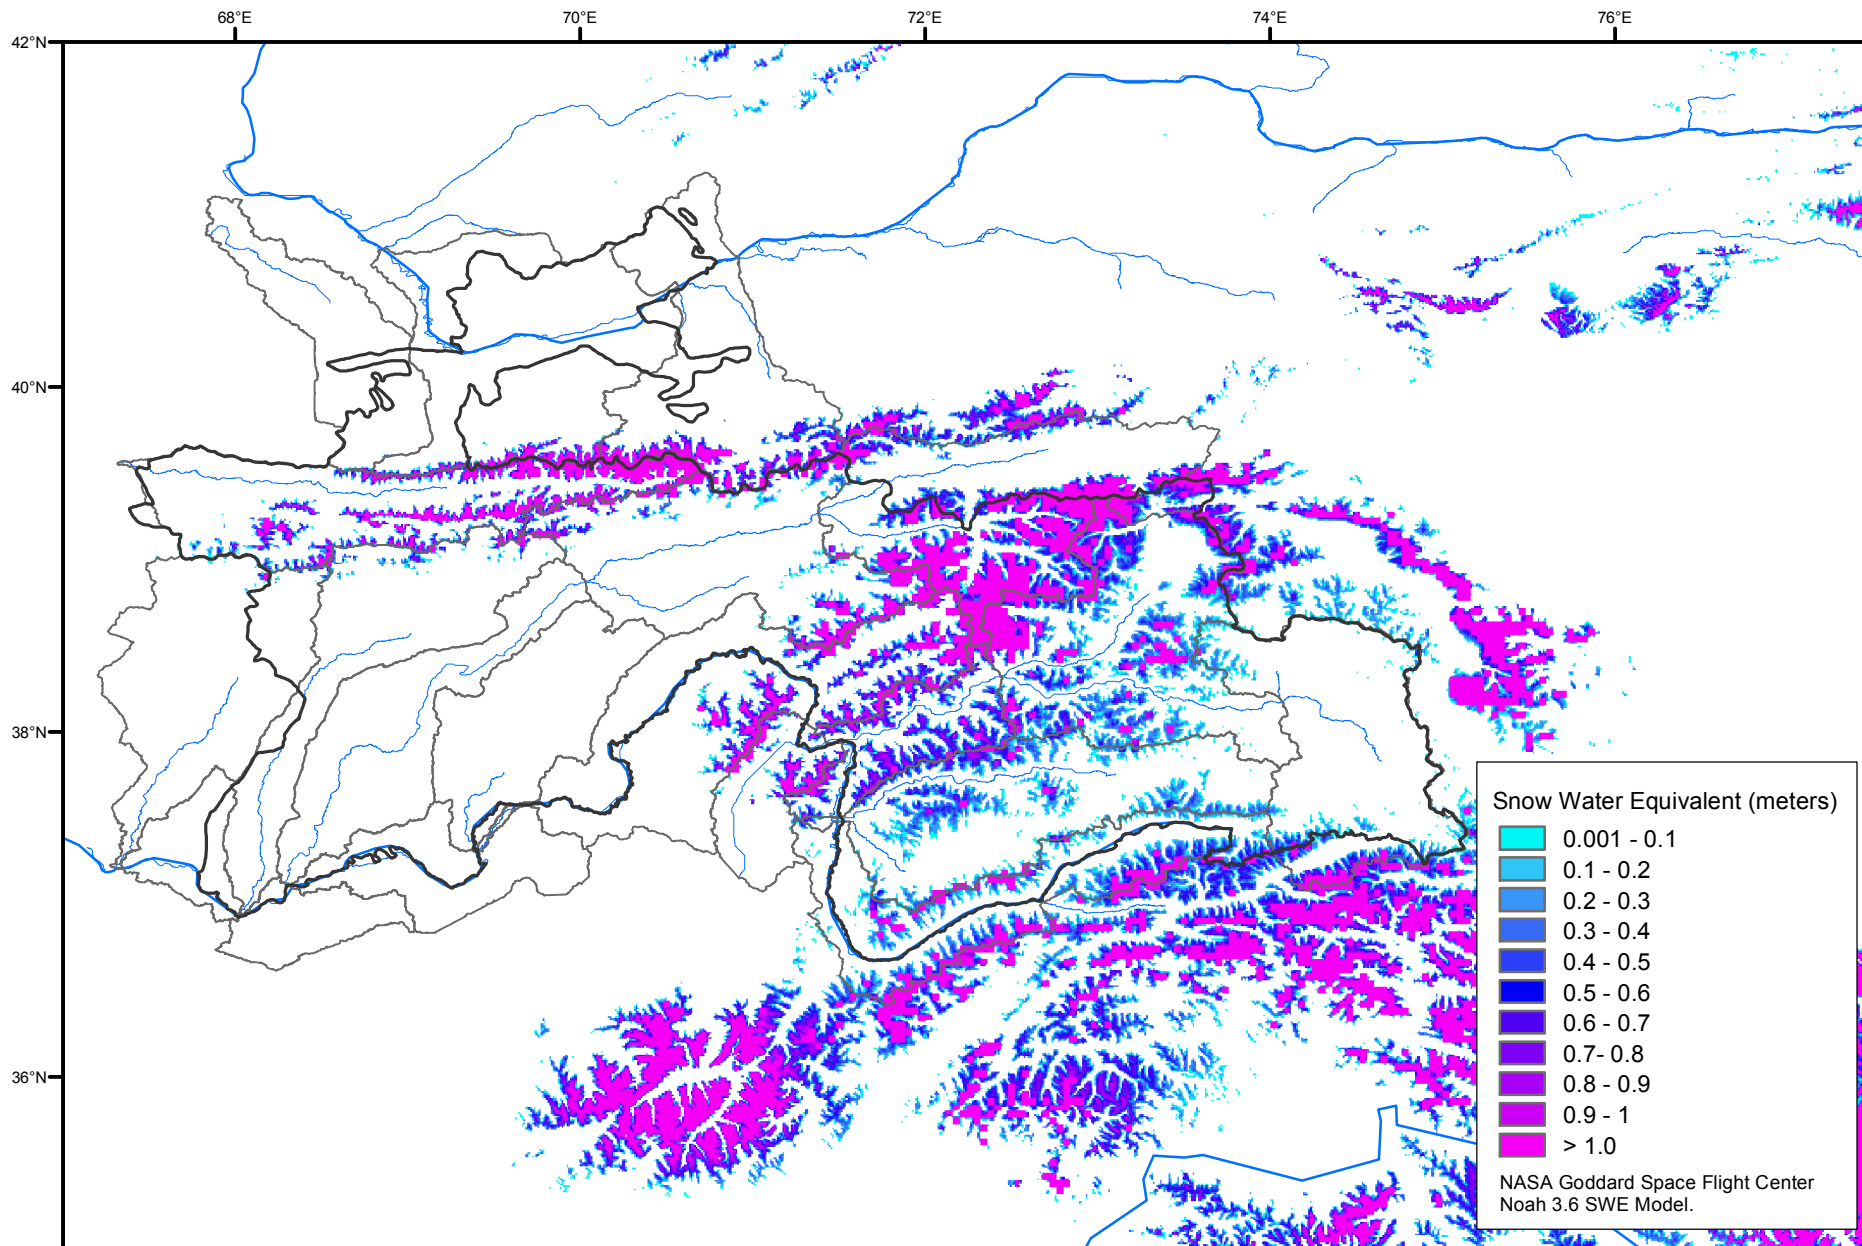 68°E 70°E 72°E 74°E 76°E
42°N
40°N
38°N
36°N
Snow Water Equivalent (meters)
0.001 - 0.1
0.1 - 0.2
0.2 - 0.3
0.3 - 0.4
0.4 - 0.5
0.5 - 0.6
0.6 - 0.7
0.7- 0.8
0.8 - 0.9
0.9 - 1
> 1.0
NASA Goddard Space Flight Center
Noah 3.6 SWE Model.